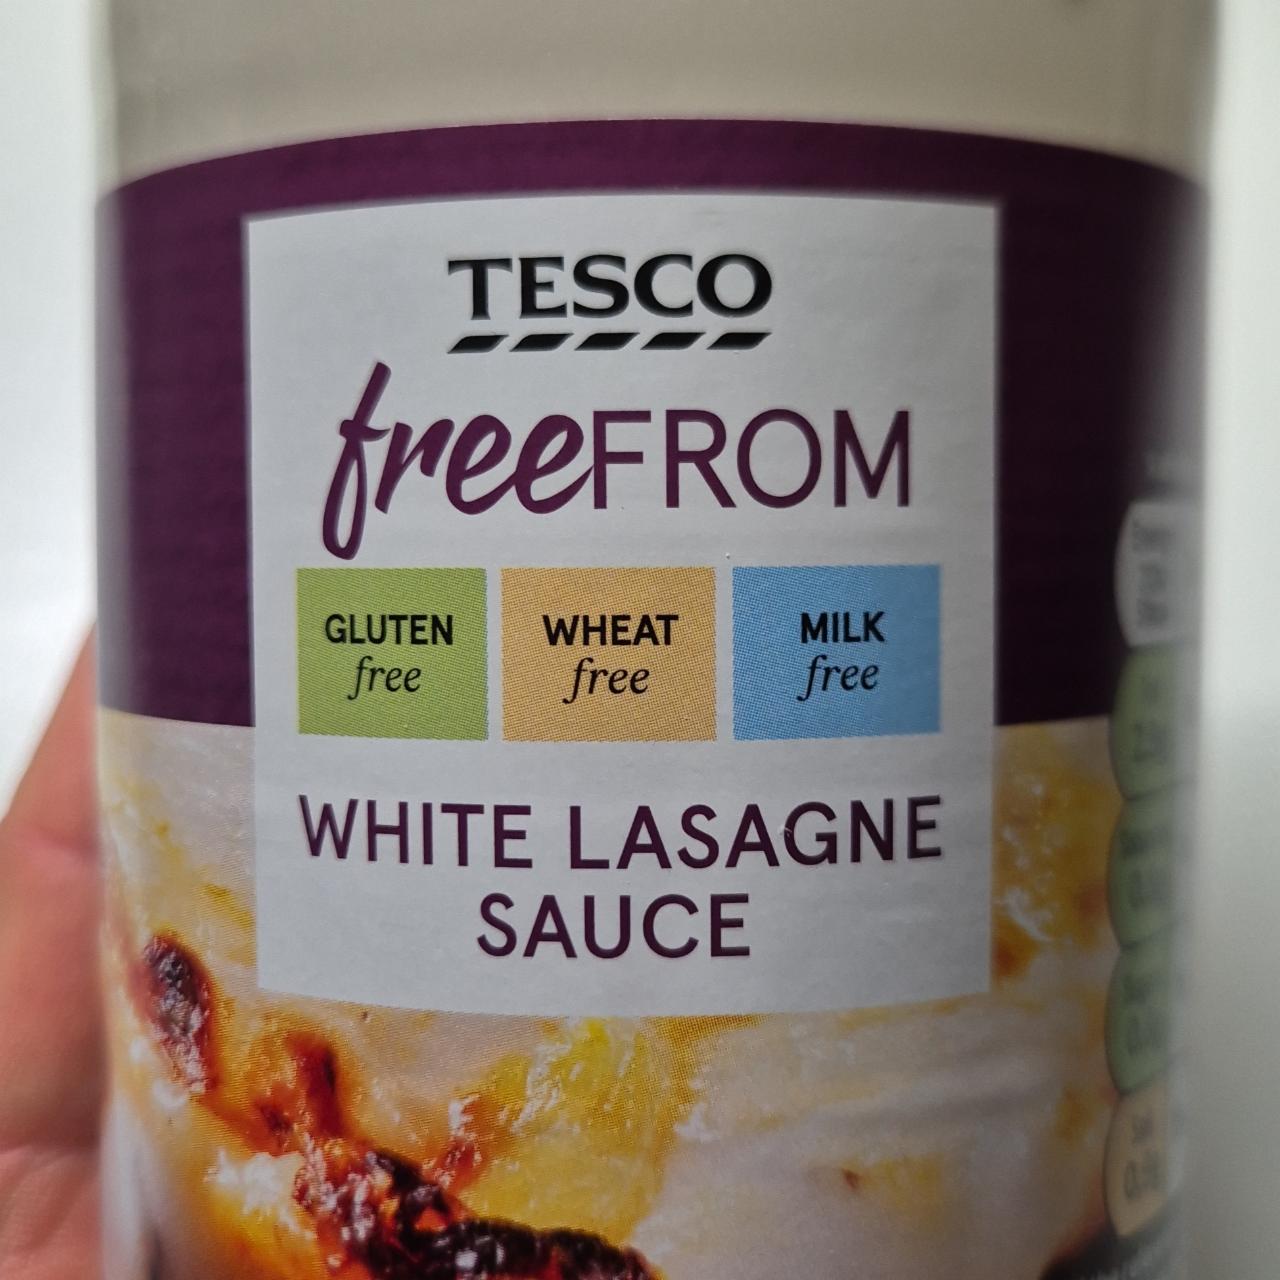 TESCO
freeFROM
GLUTEN
free
WHEAT
free
MILK
free
WHITE LASAGNE
SAUCE